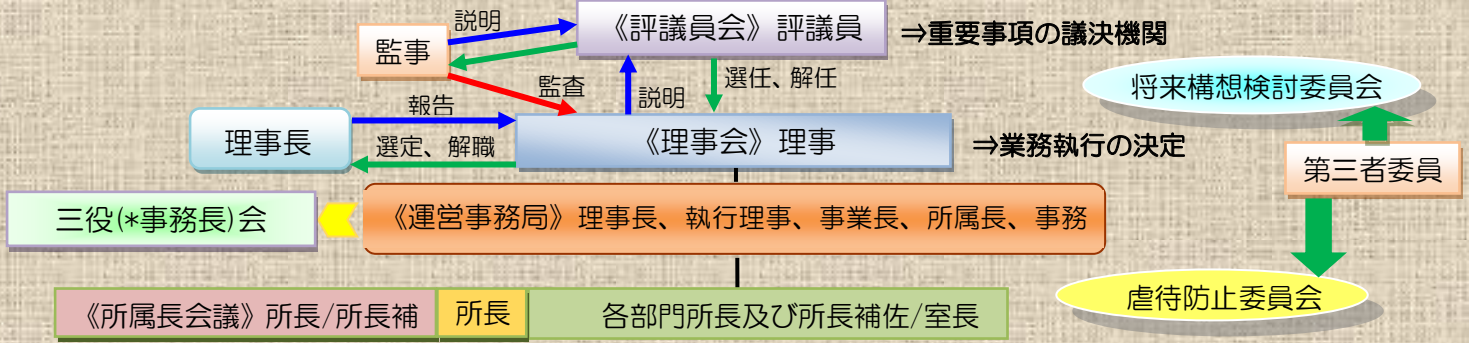 説明
《評議員会》評議員
⇒重要事項の議決機関
監事
監査
説明
選任、解任
将来構想検討委員会
報告
理事長
選定、解職
《理事会》理事
⇒業務執行の決定
第三者委員
三役(*事務長)会
《運営事務局》理事長、執行理事、事業長、所属長、事務
虐待防止委員会
《所属長会議》所長/所長補
所長
各部門所長及び所長補佐/室長